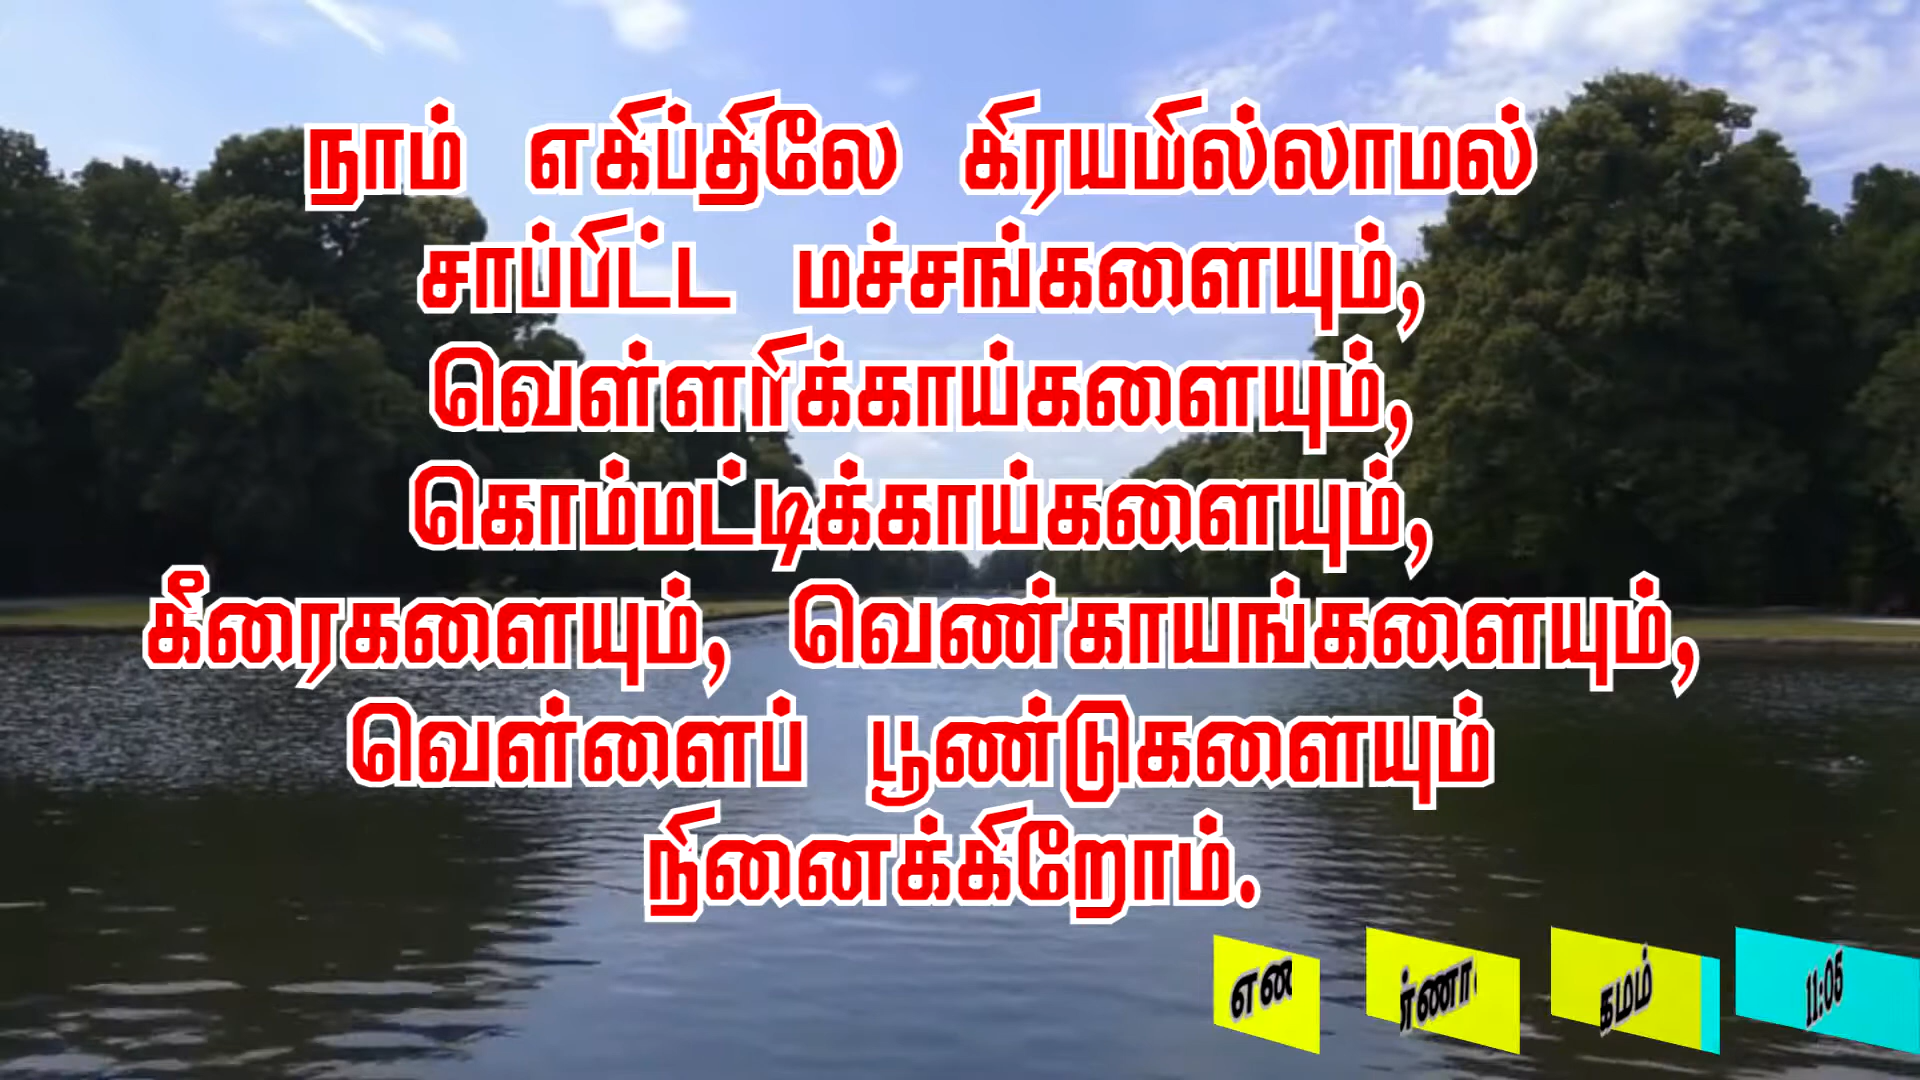 நாம் எகிப்திலே கிரயமில்லாமல்
சாப்பிட்ட மச்சங்களையும்,
வெள்ளரிக்காய்களையும்,
கொம்மட்டிக்காய்களையும்,
கீரைகளையும், வெண்காயங்களையும்,
வெள்ளைப் பூண்டுகளையும்
நினைக்கிறோம்.
11:05